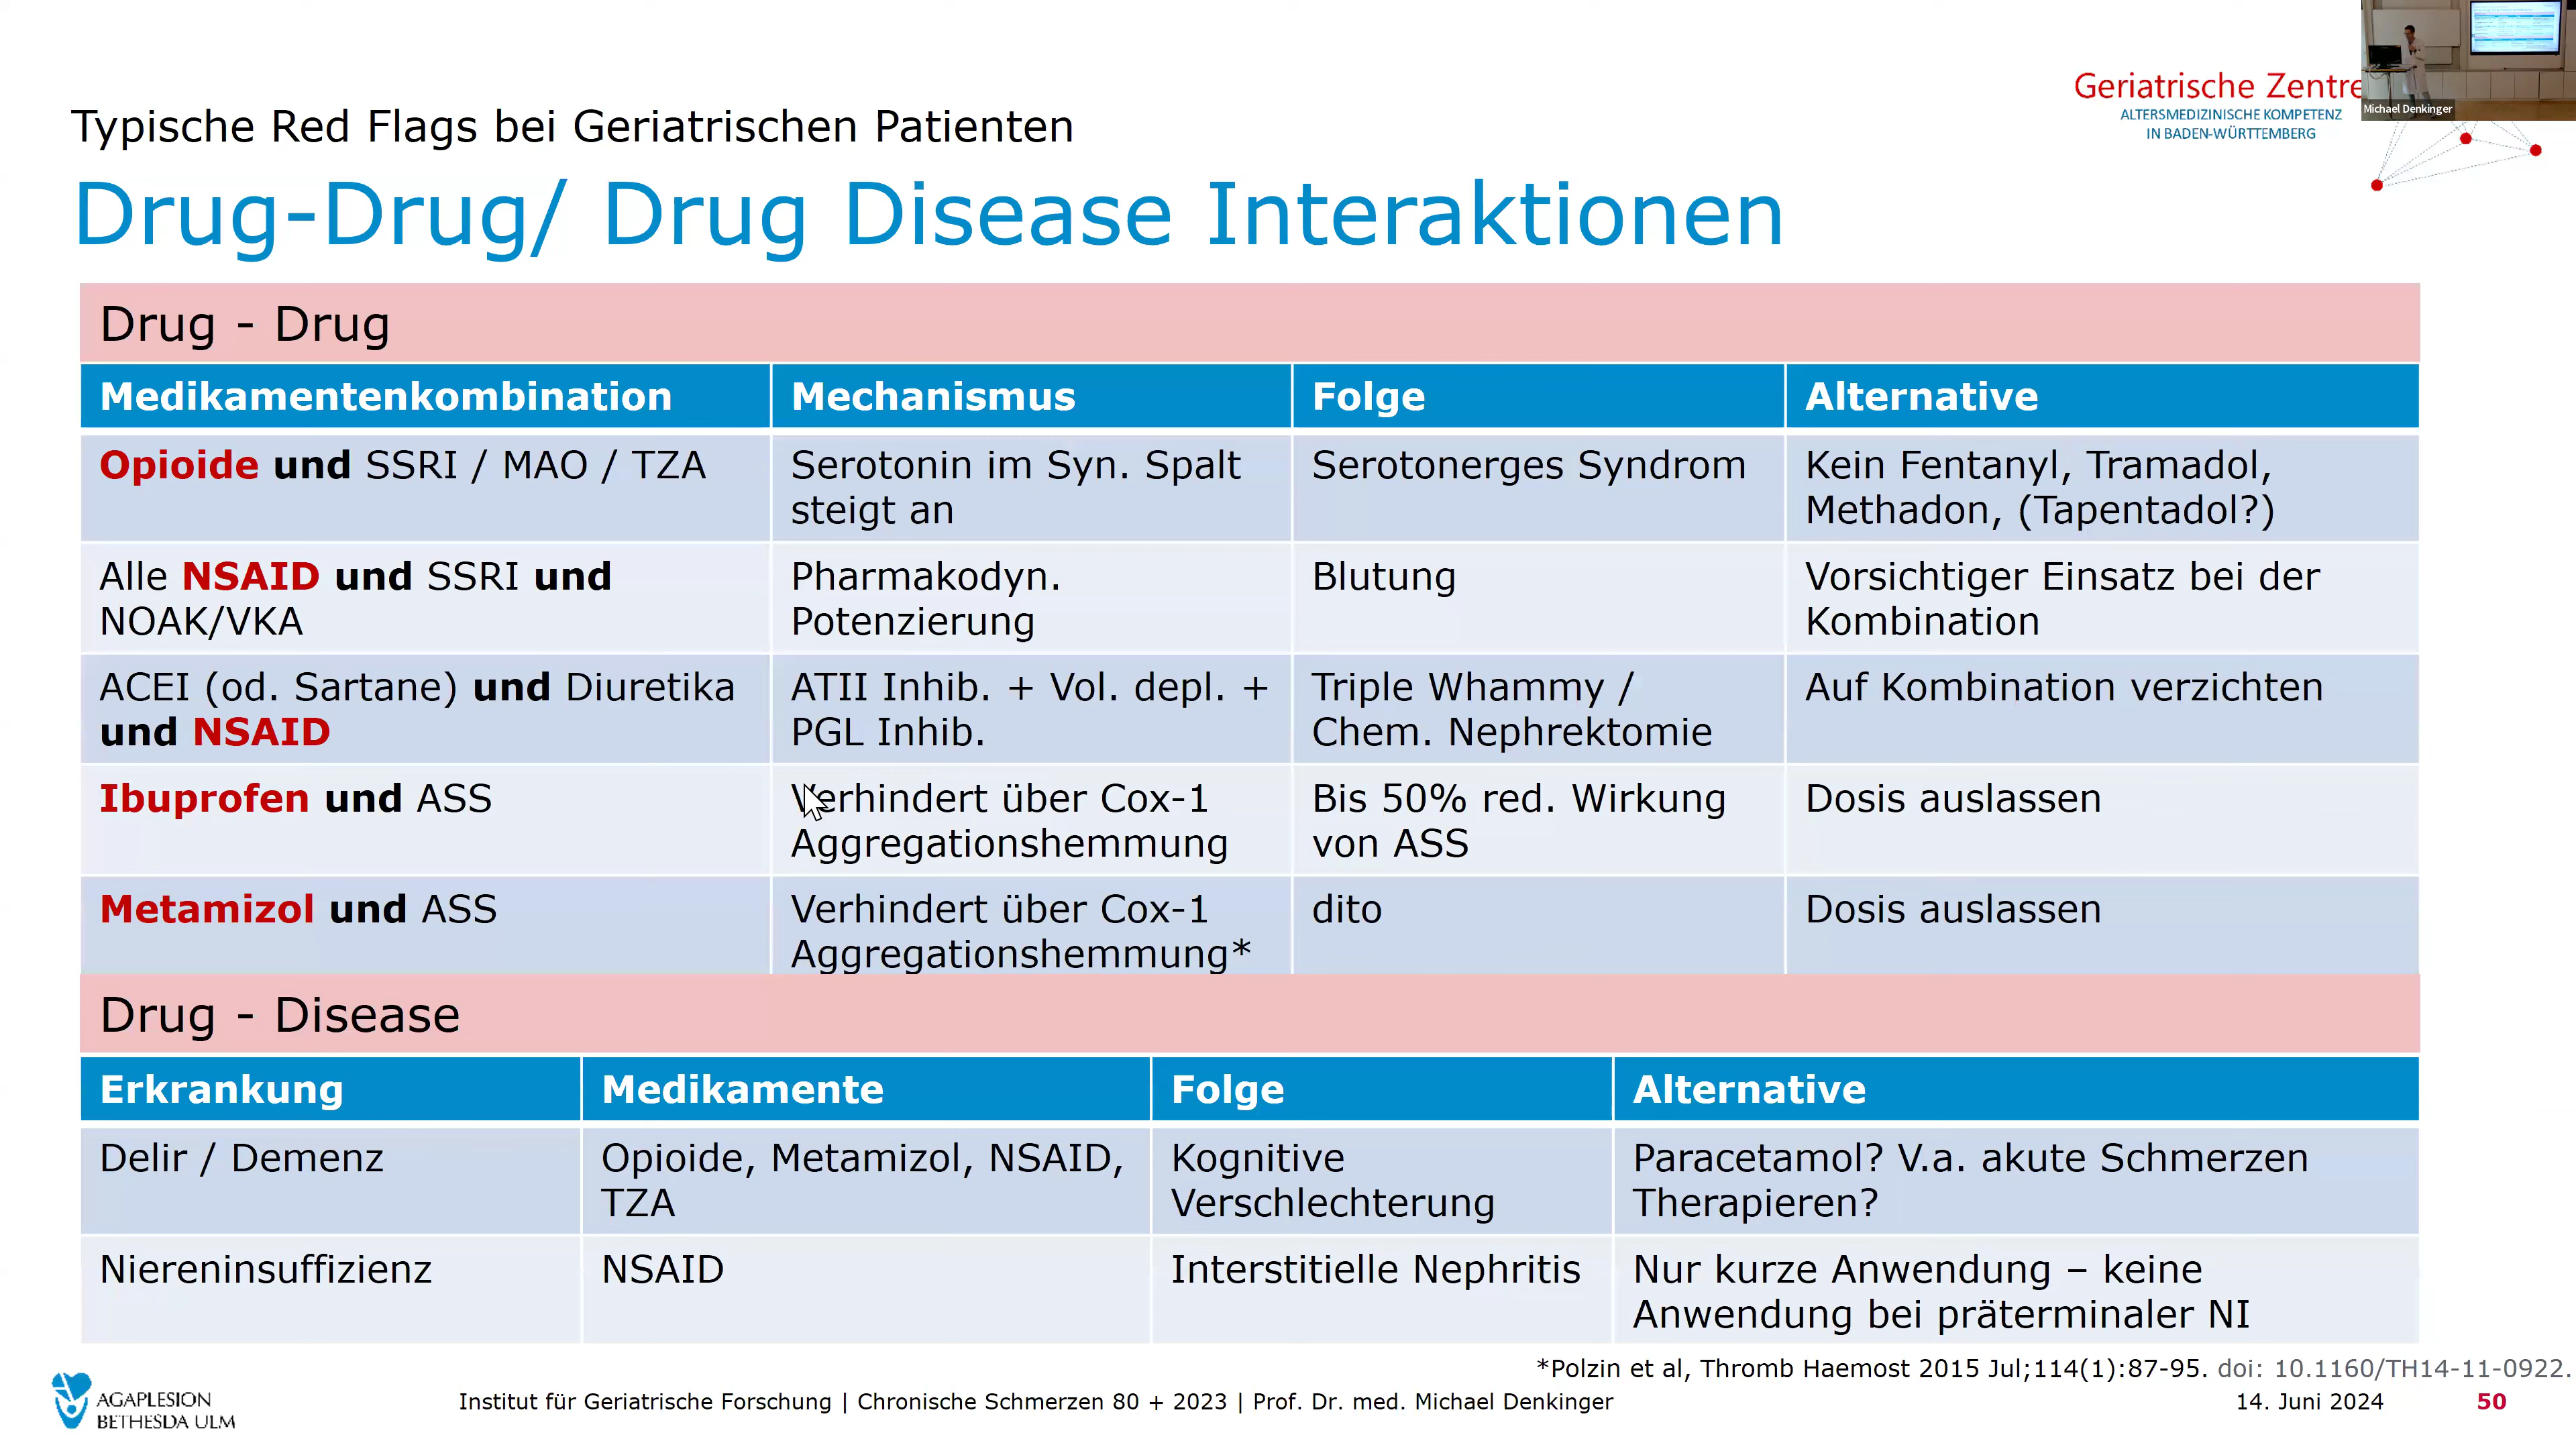 Geriatrische Zentre
ALTERSMEDIZINISCHE KOMPETENZ
IN BADEN-WÜRTTEMBERG
Michael Denkinger
Typische Red Flags bei Geriatrischen Patienten
Drug-Drug/ Drug Disease Interaktionen
Drug - Drug
Medikamentenkombination
Mechanismus
Folge
Alternative
Opioide und SSRI / MAO / TZA
Serotonin im Syn. Spalt
steigt an
Serotonerges Syndrom
Kein Fentanyl, Tramadol,
Methadon, (Tapentadol?)
Alle NSAID und SSRI und
NOAK/VKA
Pharmakodyn.
Potenzierung
Blutung
Vorsichtiger Einsatz bei der
Kombination
ACEI (od. Sartane) und Diuretika
und NSAID
ATII Inhib. + Vol. depl. +
PGL Inhib.
Triple Whammy /
Chem. Nephrektomie
Auf Kombination verzichten
Ibuprofen und ASS
Verhindert über Cox-1
Aggregationshemmung
Bis 50% red. Wirkung
von ASS
Dosis auslassen
Metamizol und ASS
Verhindert über Cox-1
Aggregationshemmung*
dito
Dosis auslassen
Drug - Disease
Erkrankung
Medikamente
Folge
Alternative
Delir / Demenz
Opioide, Metamizol, NSAID,
TZA
Kognitive
Verschlechterung
Paracetamol? V.a. akute Schmerzen
Therapieren?
Niereninsuffizienz
NSAID
Interstitielle Nephritis
Nur kurze Anwendung – keine
Anwendung bei präterminaler NI
*Polzin et al, Thromb Haemost 2015 Jul;114(1):87-95. doi: 10.1160/TH14-11-0922.
AGAPLESION
BETHESDA ULM
Institut für Geriatrische Forschung | Chronische Schmerzen 80 + 2023 | Prof. Dr. med. Michael Denkinger
14. Juni 2024
50